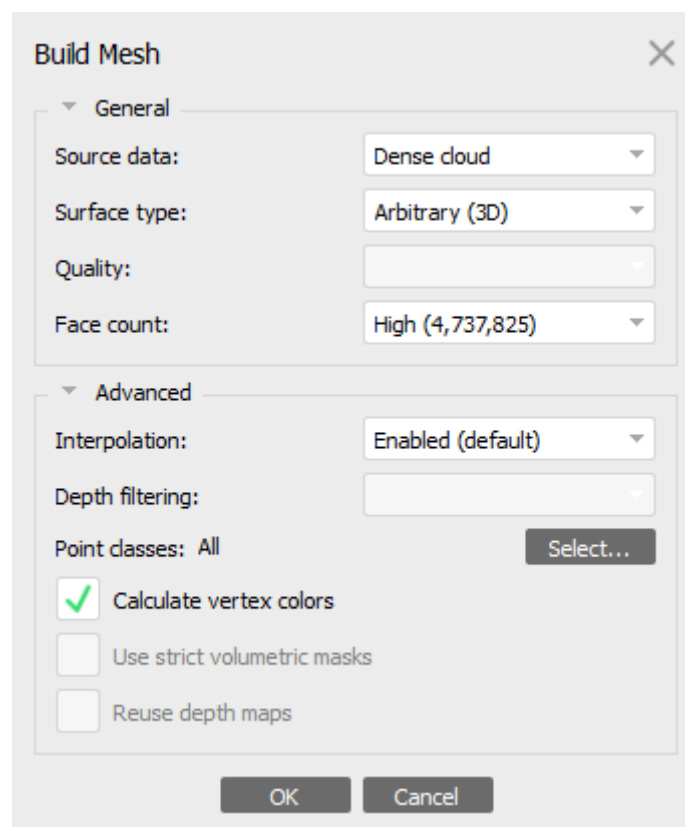 Build Mesh
General
Source data: Dense cloud
Surface type: Arbitrary (3D)
Quality:
Face count: High (4,737,825)
Advanced
Interpolation: Enabled (default)
Depth filtering:
Point classes: All Select...
Calculate vertex colors
Use strict volumetric masks
Reuse depth maps
OK Cancel